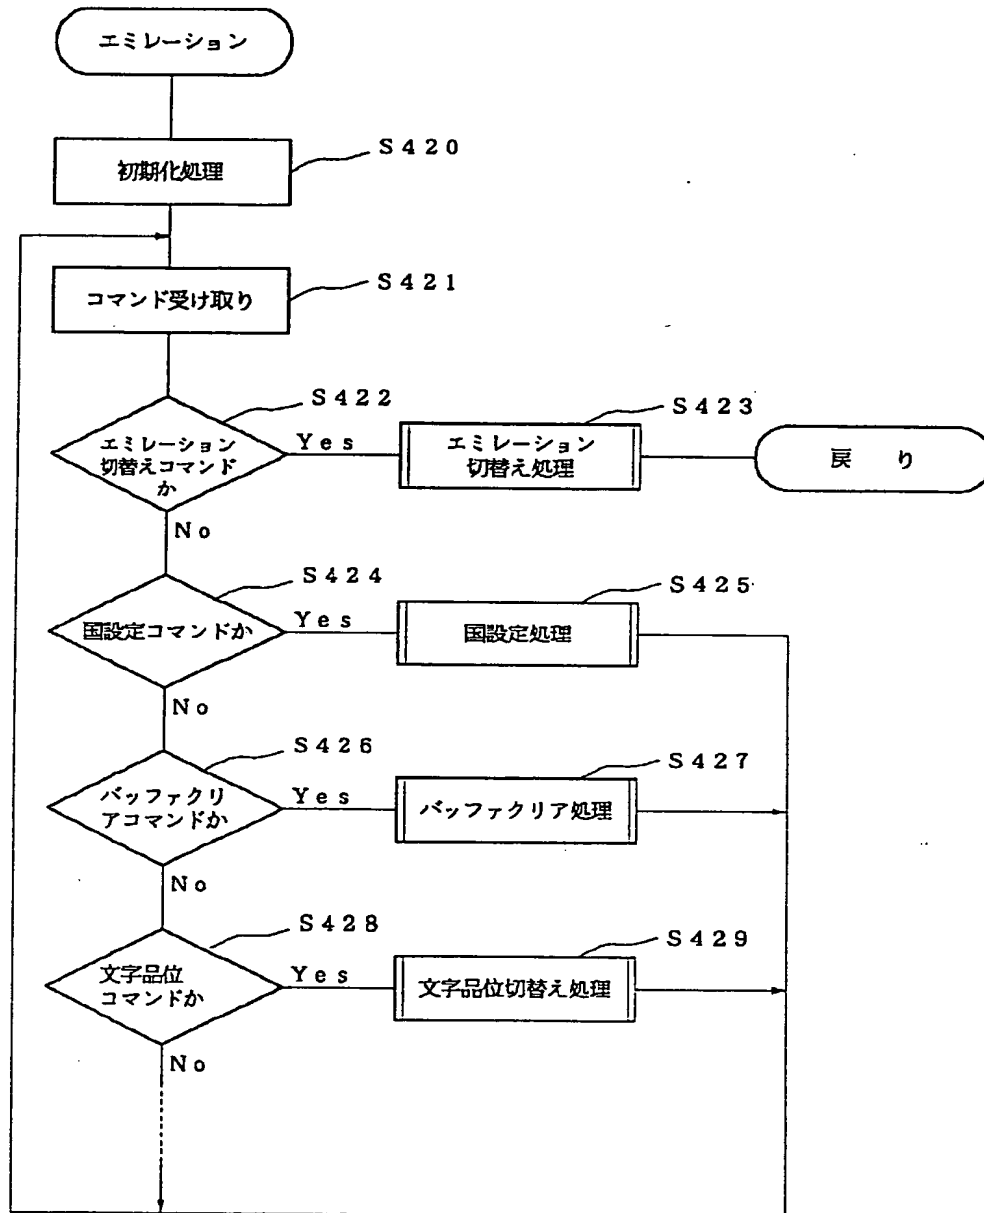 エミレーション
S420
初期化処理
S421
コマンド受け取り
S422
エミレーション
切替えコマンド
か
Yes
S423
エミレーション
切替え処理
戻 り
No
S424
国設定コマンドか
Yes
S425
国設定処理
No
S426
バッファクリ
アコマンドか
Yes
S427
バッファクリア処理
No
S428
文字品位
コマンドか
Yes
S429
文字品位切替え処理
No